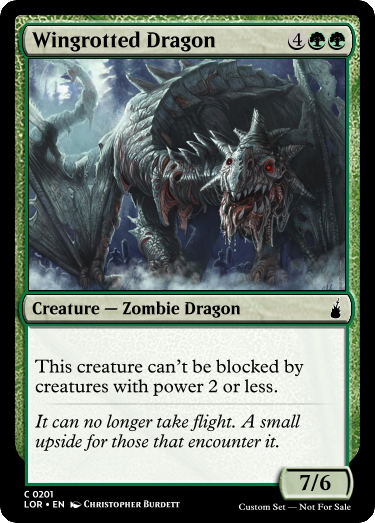 Wingrotted Dragon 4
Creature — Zombie Dragon
This creature can't be blocked by
creatures with power 2 or less.
It can no longer take flight. A small
upside for those that encounter it.
7/6
C 0201
LOR • EN Christopher Burdett
Custom Set — Not For Sale